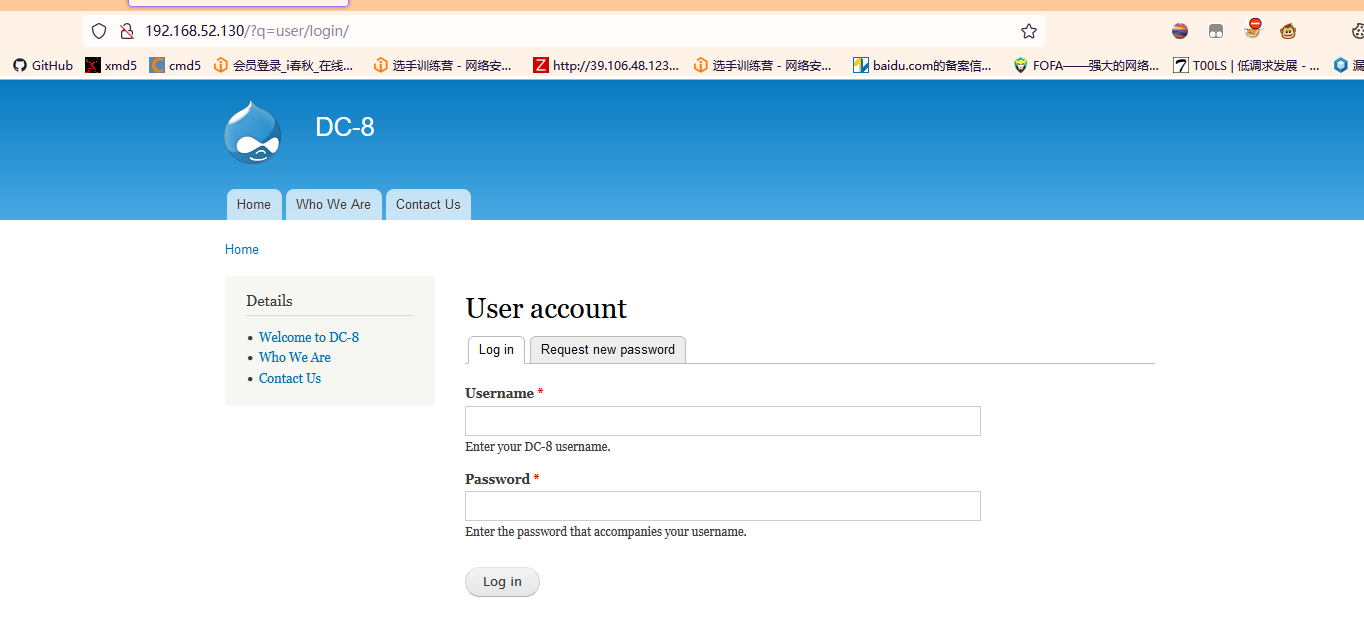 192.168.52.130/?q=user/login/
GitHub xmd5 cmd5 会员登录_i春秋_在线... 选手训练营 - 网络安... http://39.106.48.123... 选手训练营 - 网络安... baidu.com的备案信... FOFA——强大的网络... T00LS | 低调求发展 - ... 漏
DC-8
Home Who We Are Contact Us
Home
Details
Welcome to DC-8
Who We Are
Contact Us
User account
Log in Request new password
Username *
Enter your DC-8 username.
Password *
Enter the password that accompanies your username.
Log in